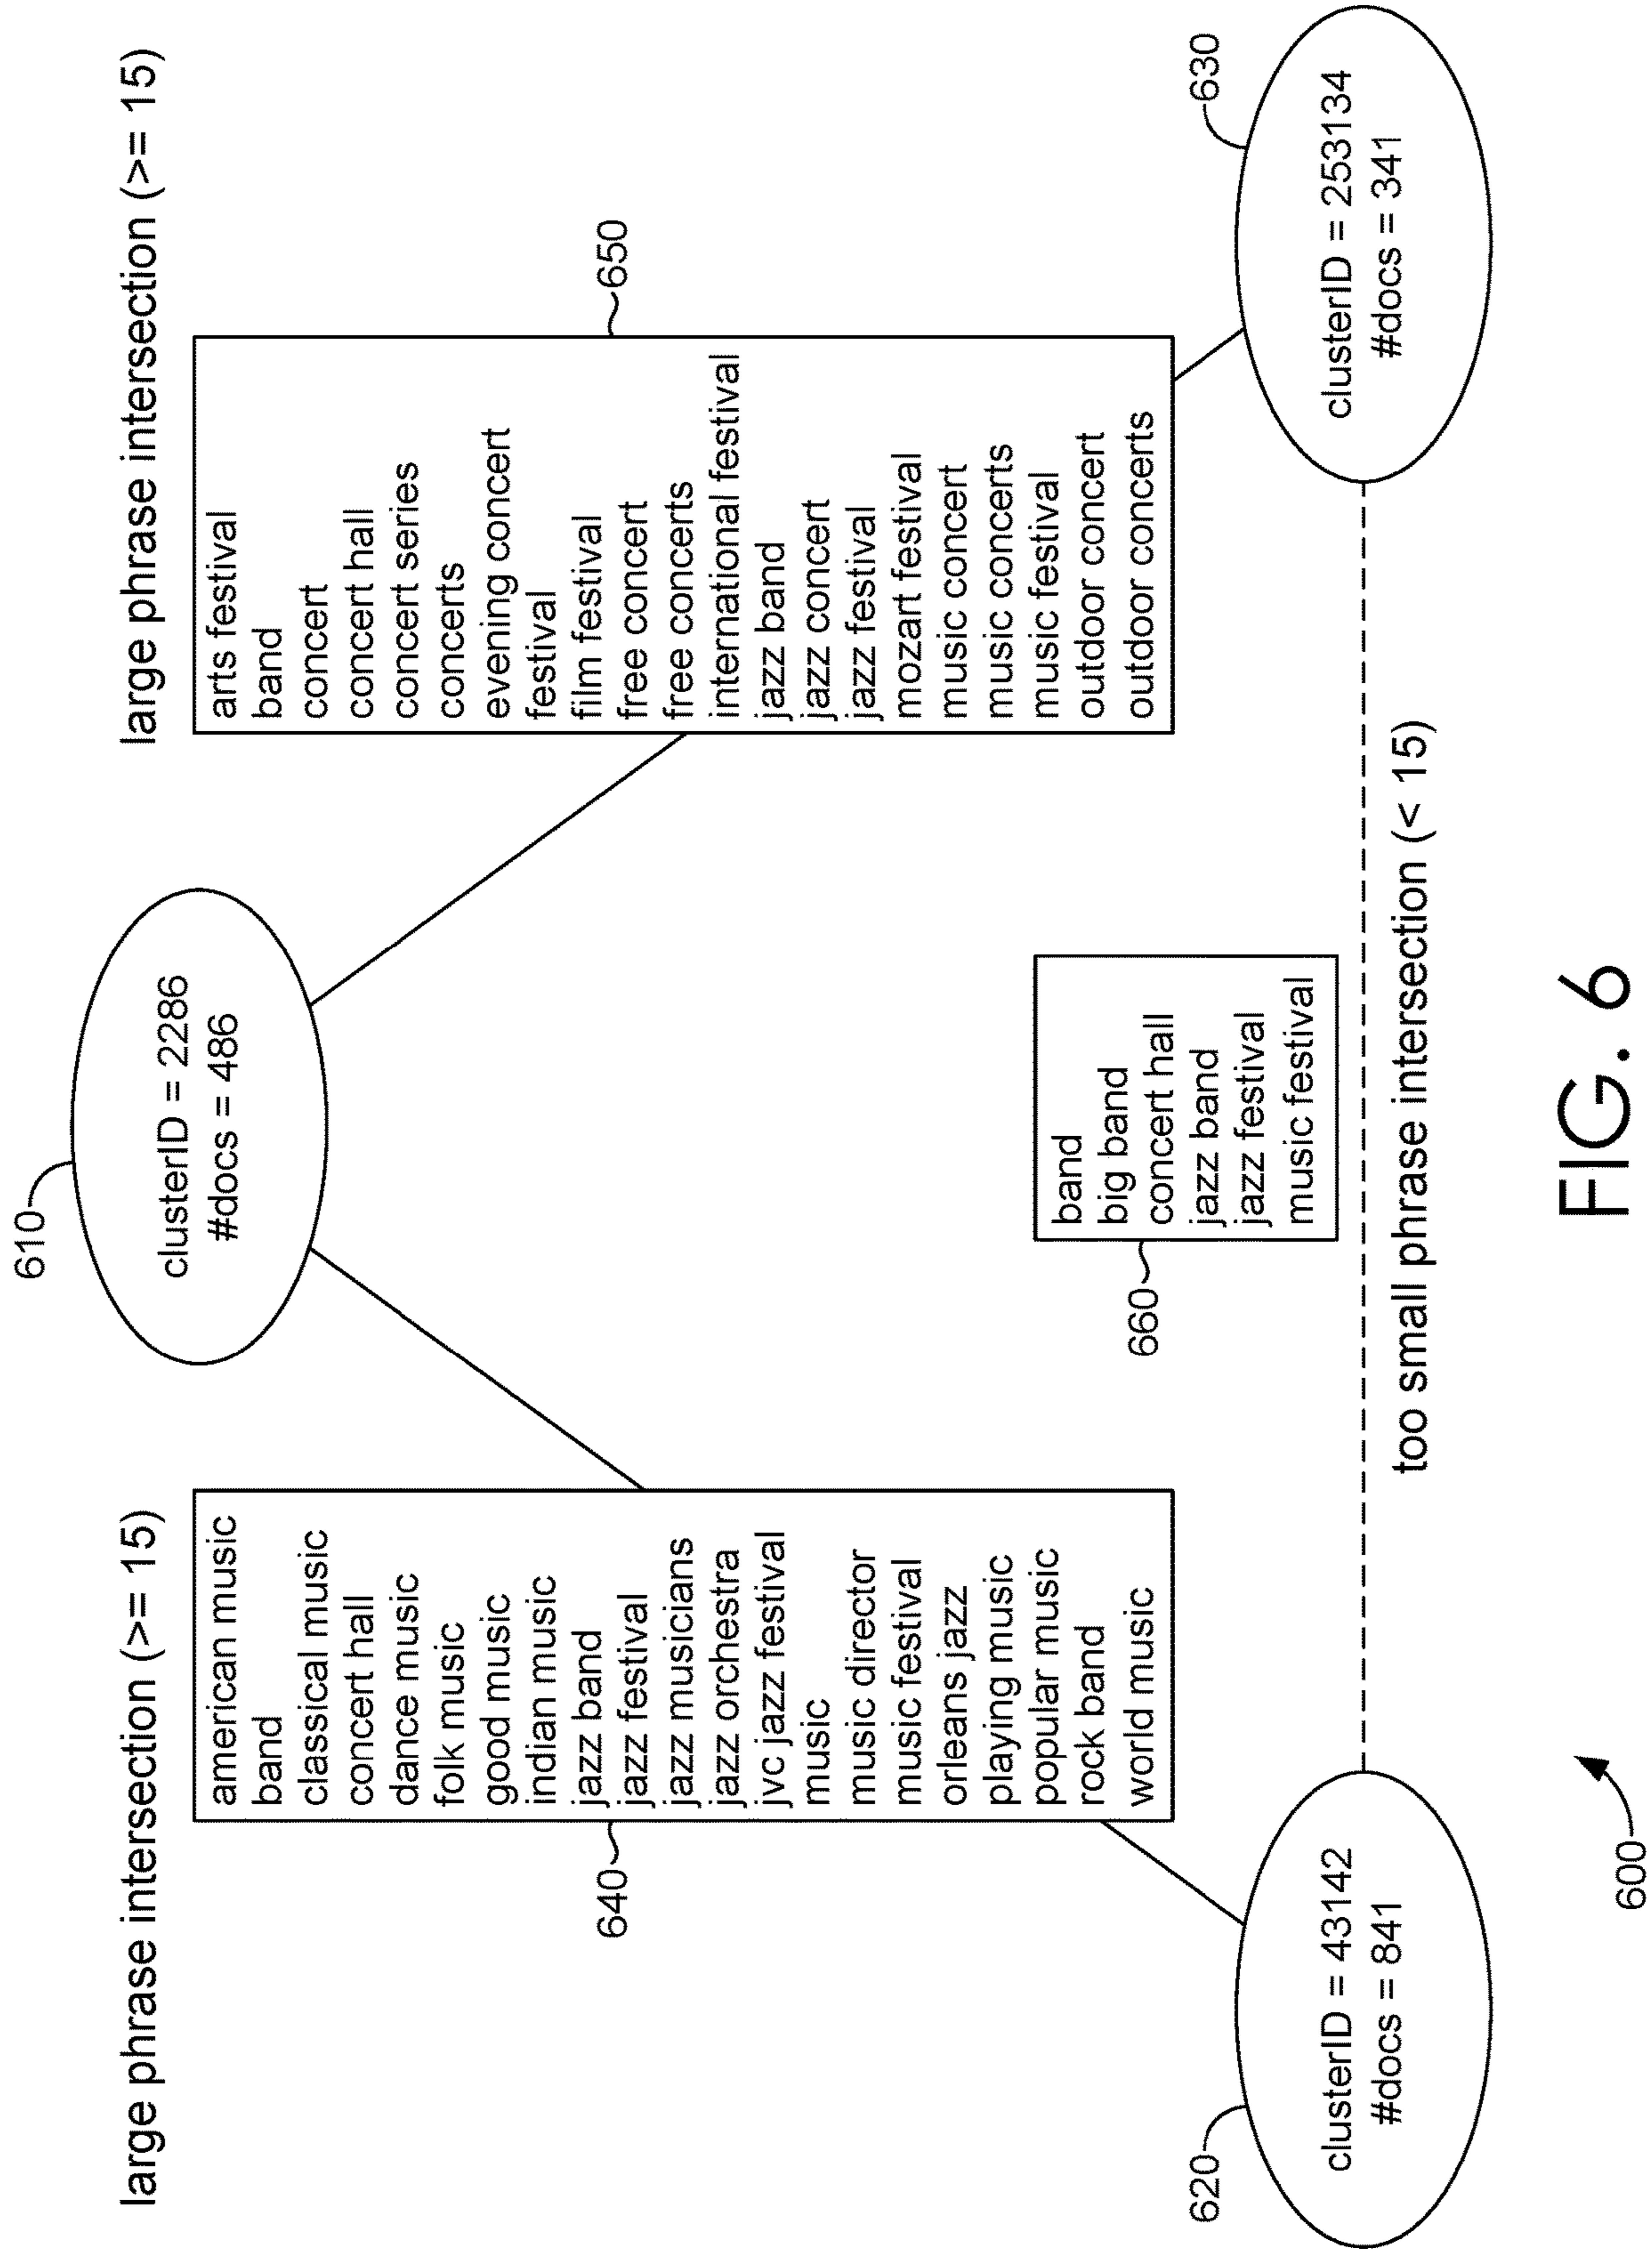 large phrase intersection (>= 15)
large phrase intersection (>= 15)
610
clusterID = 2286
#docs = 486
640
american music
band
classical music
concert hall
dance music
folk music
good music
indian music
jazz band
jazz festival
jazz musicians
jazz orchestra
jvc jazz festival
music
music director
music festival
orleans jazz
playing music
popular music
rock band
world music
650
arts festival
band
concert
concert hall
concert series
concerts
evening concert
festival
film festival
free concert
free concerts
international festival
jazz band
jazz concert
jazz festival
mozart festival
music concert
music concerts
music festival
outdoor concert
outdoor concerts
660
band
big band
concert hall
jazz band
jazz festival
music festival
620
clusterID = 43142
#docs = 841
630
clusterID = 253134
#docs = 341
too small phrase intersection (< 15)
600
FIG. 6